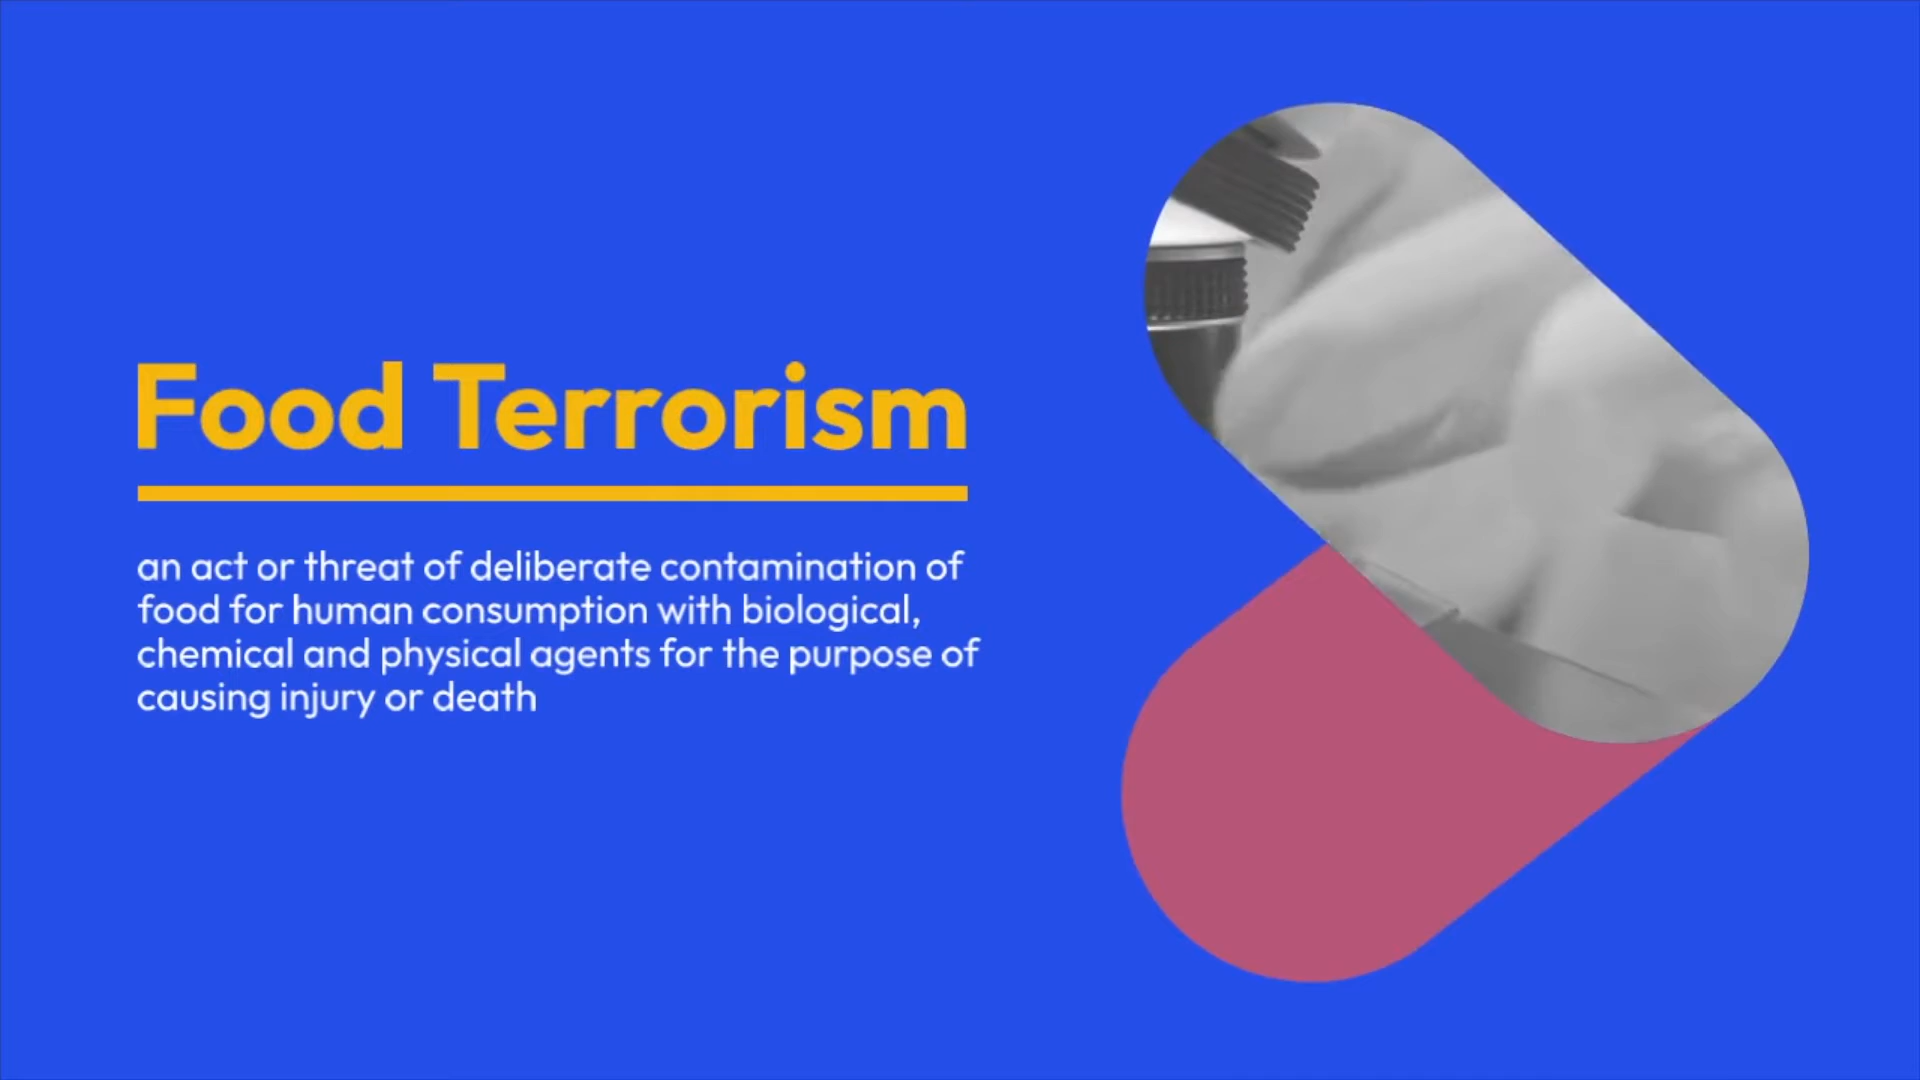 Food Terrorism
an act or threat of deliberate contamination of
food for human consumption with biological,
chemical and physical agents for the purpose of
causing injury or death